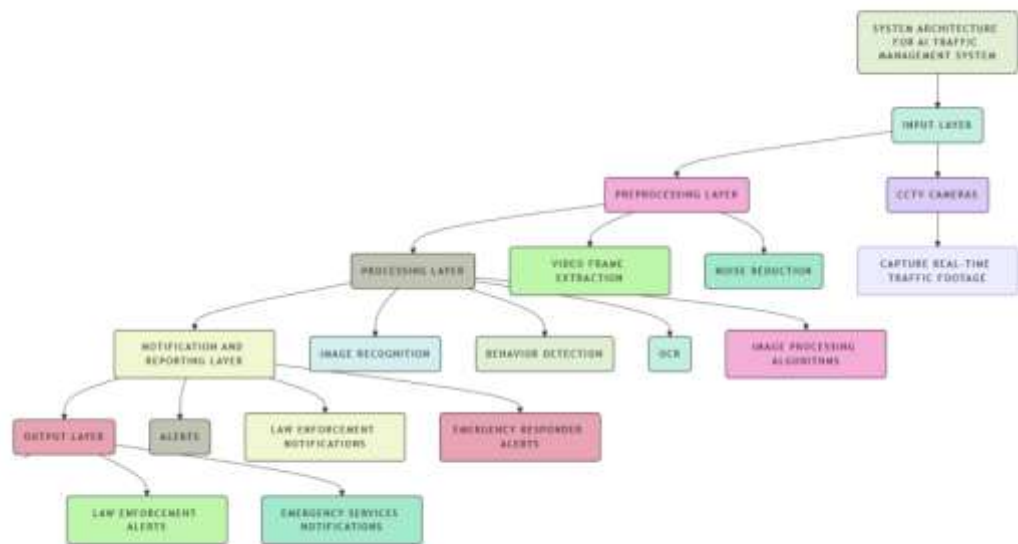 SYSTEM ARCHITECTURE
FOR AI TRAFFIC
MANAGEMENT SYSTEM
INPUT LAYER
PREPROCESSING LAYER
CCTV CAMERAS
PROCESSING LAYER
VIDEO FRAME
EXTRACTION
NOISE REDUCTION
CAPTURE REAL-TIME
TRAFFIC FOOTAGE
NOTIFICATION AND
REPORTING LAYER
IMAGE RECOGNITION
BEHAVIOR DETECTION
OCR
IMAGE PROCESSING
ALGORITHMS
OUTPUT LAYER
ALERTS
LAW ENFORCEMENT
NOTIFICATIONS
EMERGENCY RESPONDER
ALERTS
LAW ENFORCEMENT
ALERTS
EMERGENCY SERVICES
NOTIFICATIONS